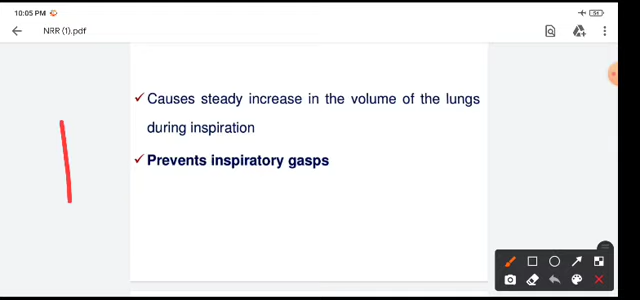 10:05 PM
51
NRR (1).pdf
✓ Causes steady increase in the volume of the lungs
during inspiration
✓ Prevents inspiratory gasps